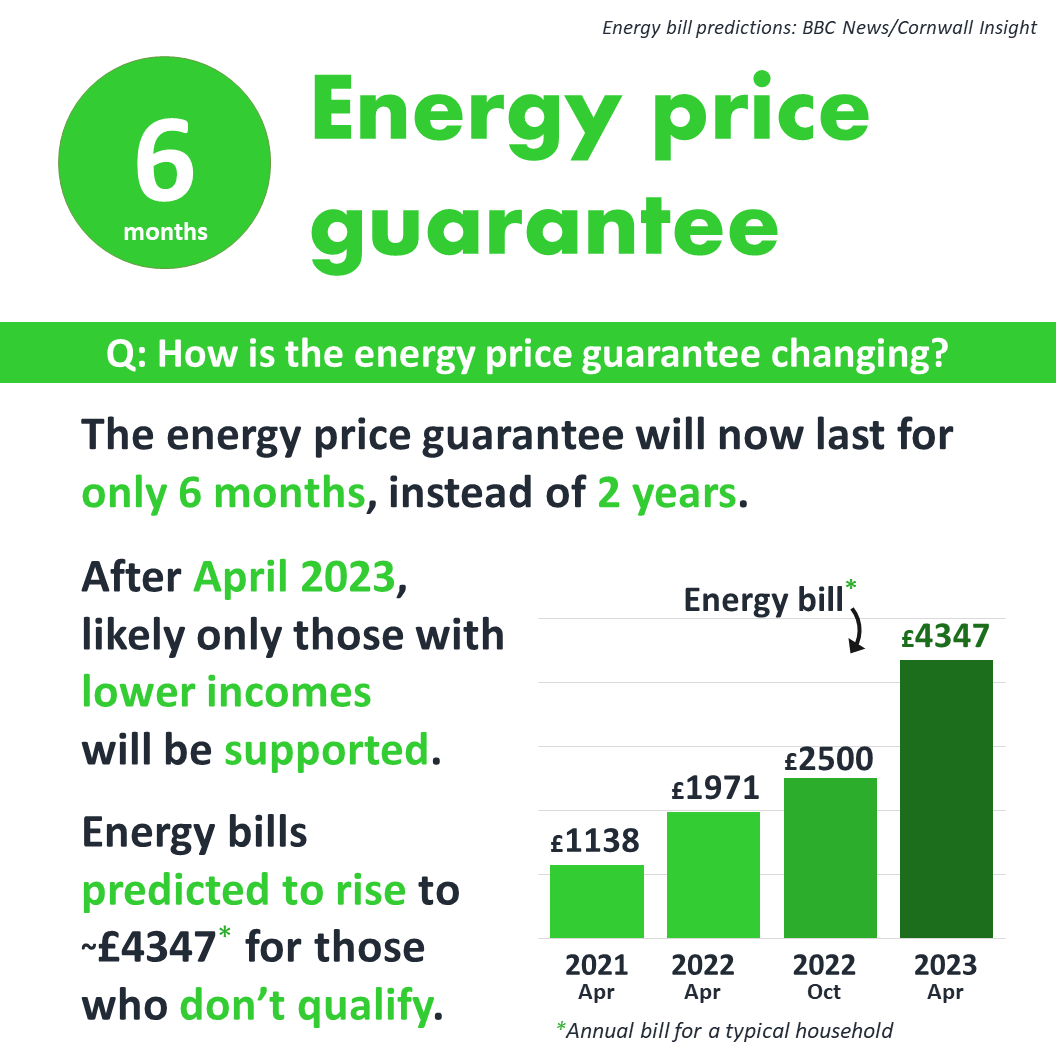 Energy bill predictions: BBC News/Cornwall Insight
6
months
Energy price
guarantee
Q: How is the energy price guarantee changing?
The energy price guarantee will now last for
only 6 months, instead of 2 years.
After April 2023,
likely only those with
lower incomes
will be supported.
Energy bills
predicted to rise to
~£4347* for those
who don't qualify.
Energy bill*
£1138
£1971
£2500
£4347
2021
Apr
2022
Apr
2022
Oct
2023
Apr
*Annual bill for a typical household